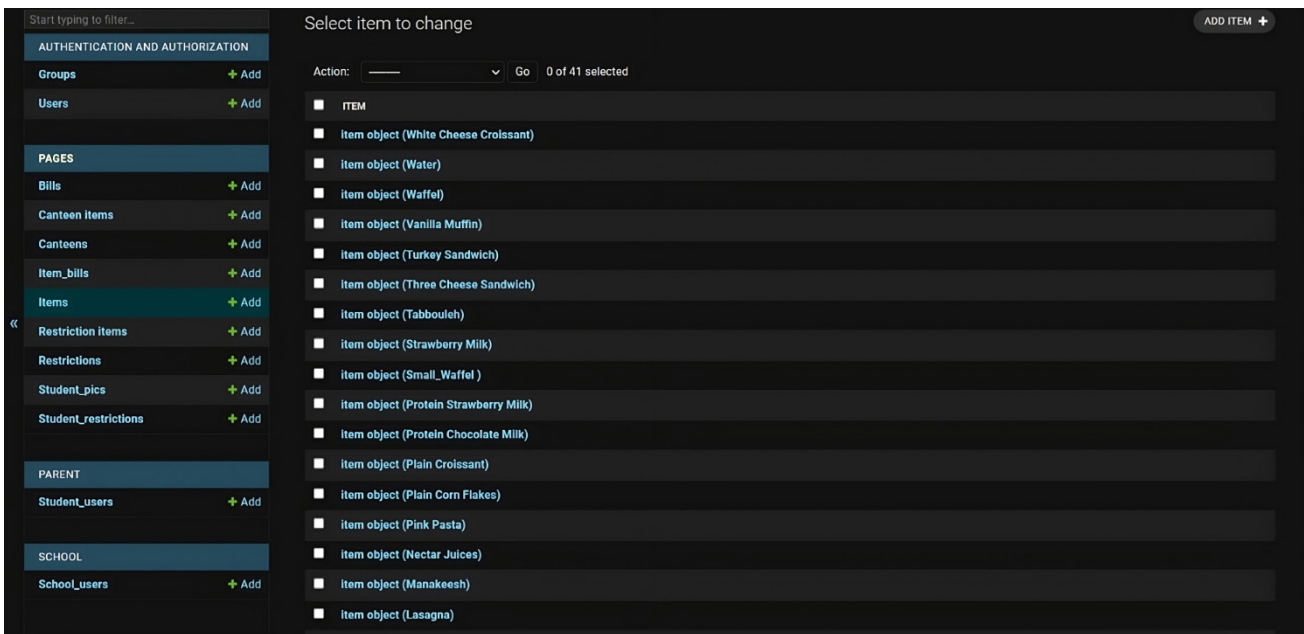 Start typing to filter...
AUTHENTICATION AND AUTHORIZATION
Groups + Add
Users + Add
PAGES
Bills + Add
Canteen items + Add
Canteens + Add
Item_bills + Add
Items + Add
Restriction items + Add
Restrictions + Add
Student_pics + Add
Student_restrictions + Add
PARENT
Student_users + Add
SCHOOL
School_users + Add
«
Select item to change
ADD ITEM +
Action: --------- Go 0 of 41 selected
ITEM
item object (White Cheese Croissant)
item object (Water)
item object (Waffel)
item object (Vanilla Muffin)
item object (Turkey Sandwich)
item object (Three Cheese Sandwich)
item object (Tabbouleh)
item object (Strawberry Milk)
item object (Small_Waffel )
item object (Protein Strawberry Milk)
item object (Protein Chocolate Milk)
item object (Plain Croissant)
item object (Plain Corn Flakes)
item object (Pink Pasta)
item object (Nectar Juices)
item object (Manakeesh)
item object (Lasagna)